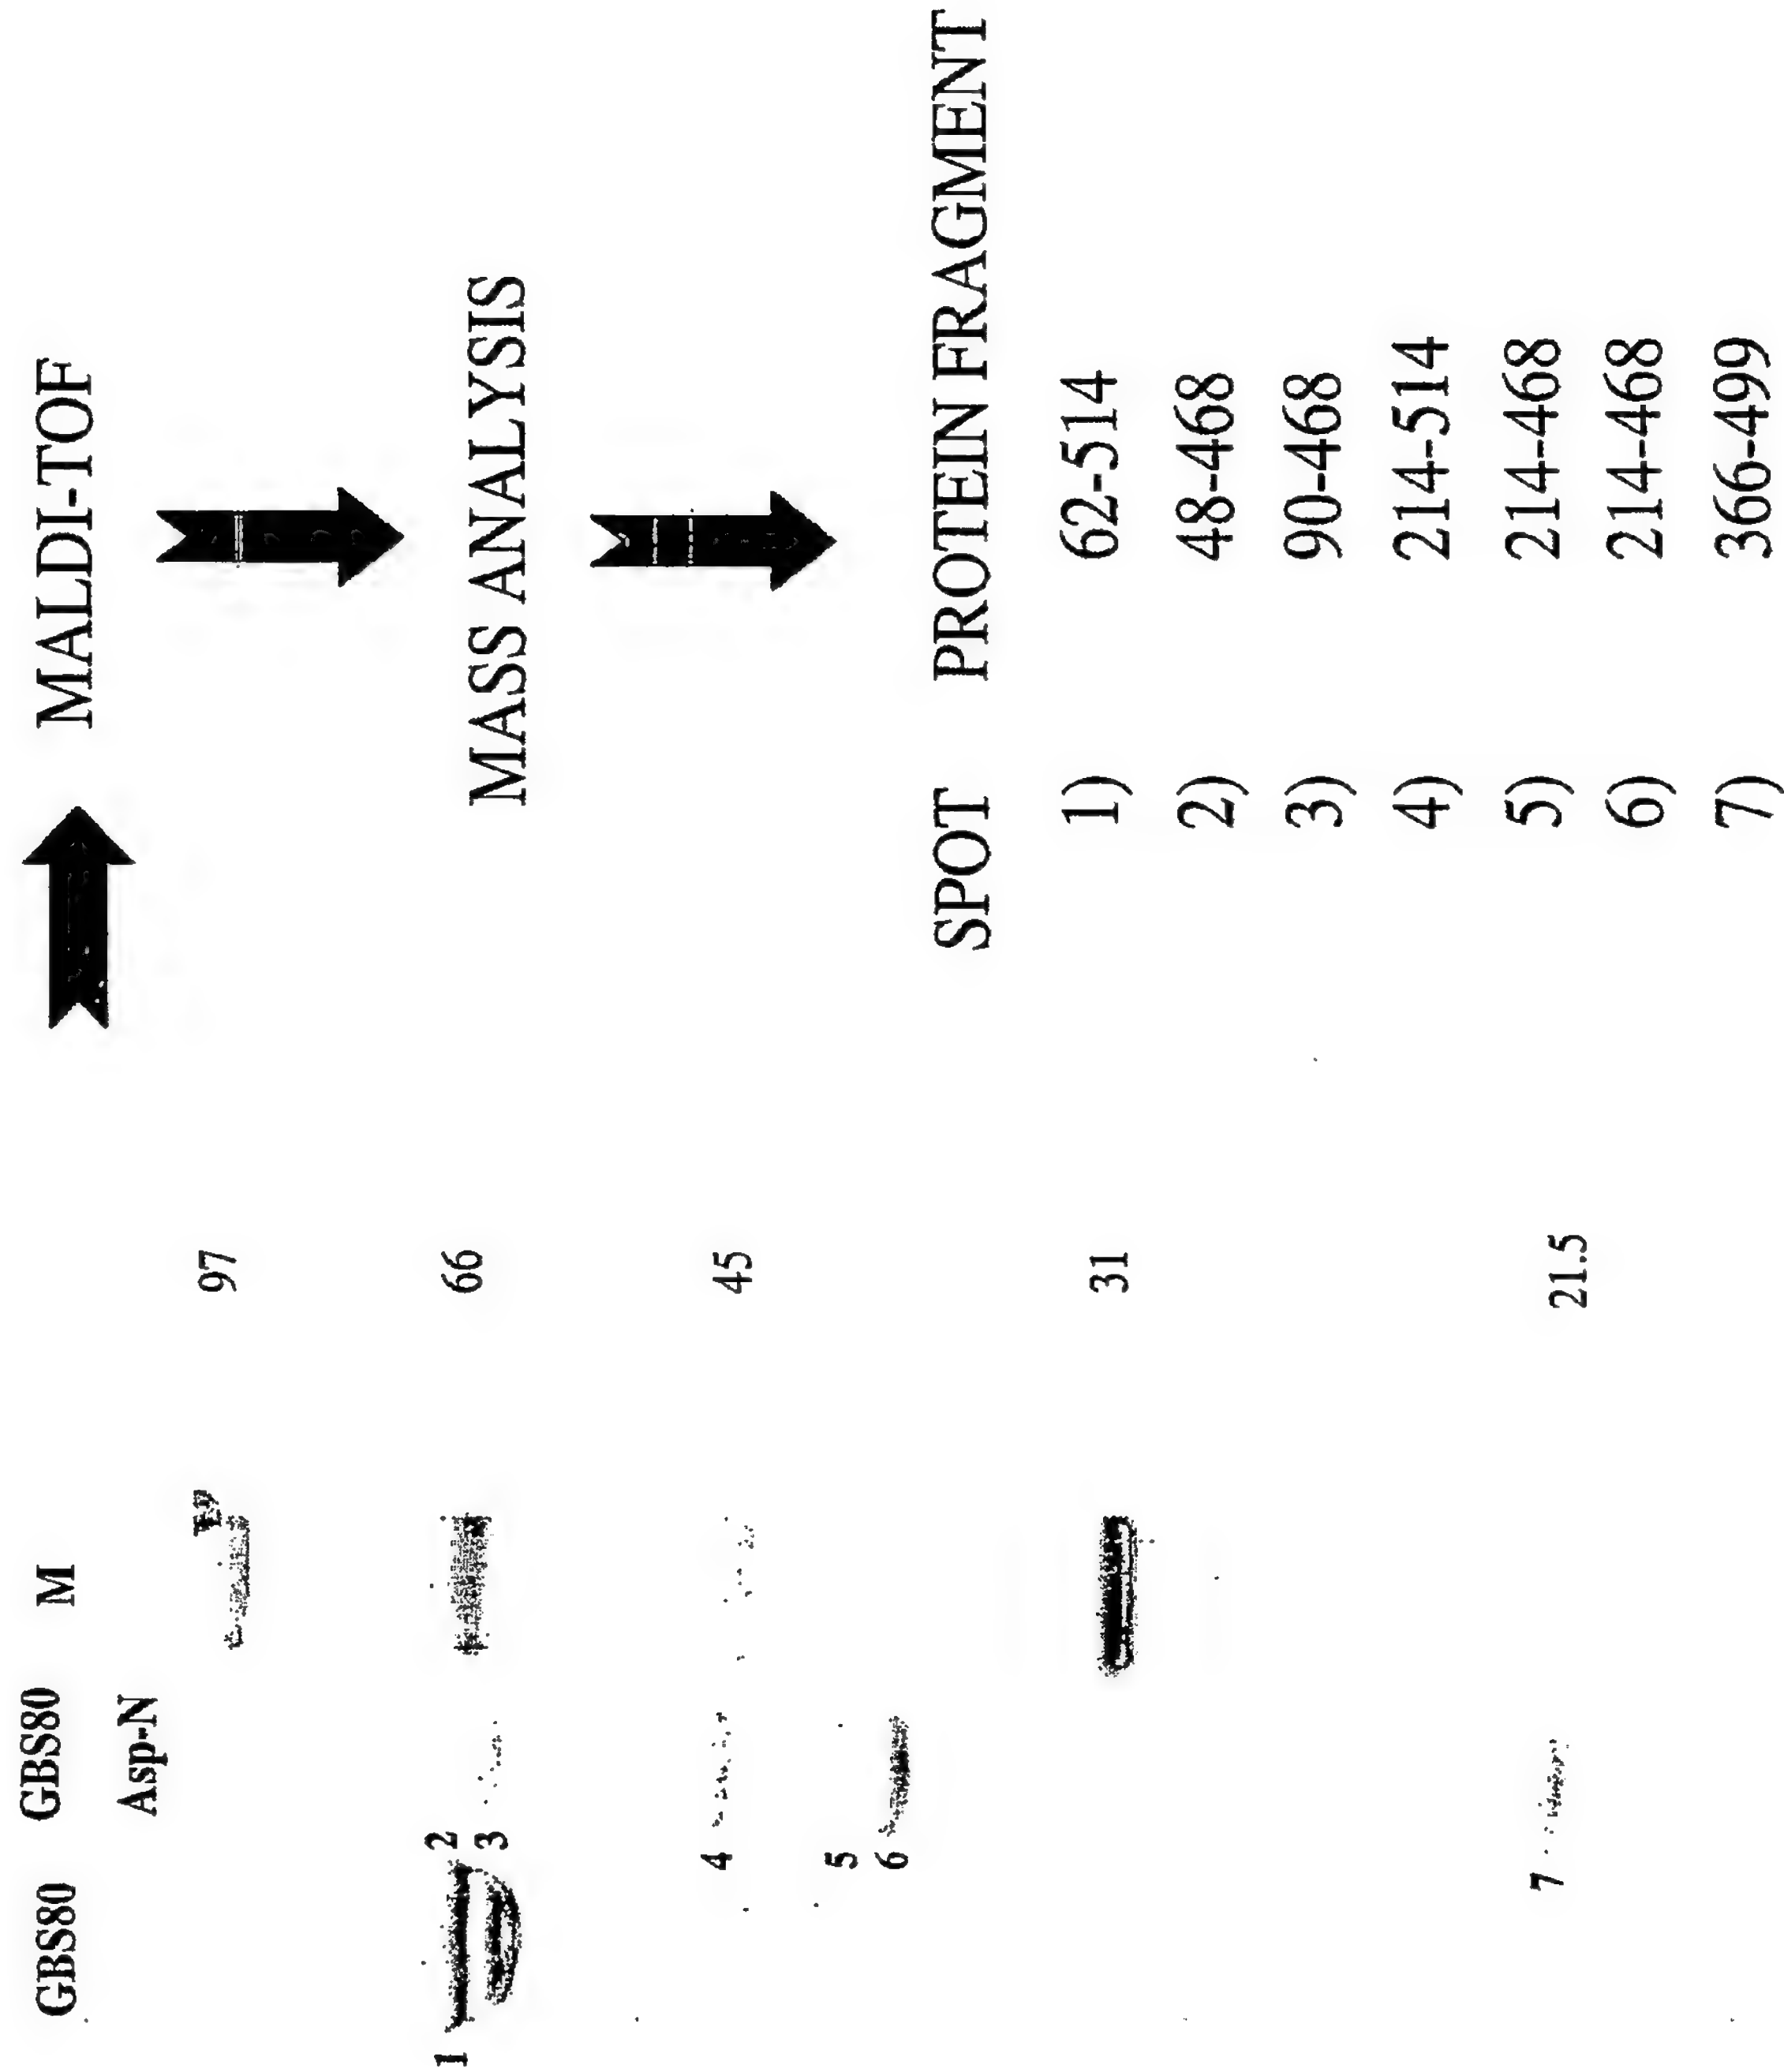 GBS80 GBS80 M
Asp-N
97
1 2 66
3
4 45
5
6
31
7 21.5
MALDI-TOF
MASS ANALYSIS
SPOT PROTEIN FRAGMENT
1) 62-514
2) 48-468
3) 90-468
4) 214-514
5) 214-468
6) 214-468
7) 366-499